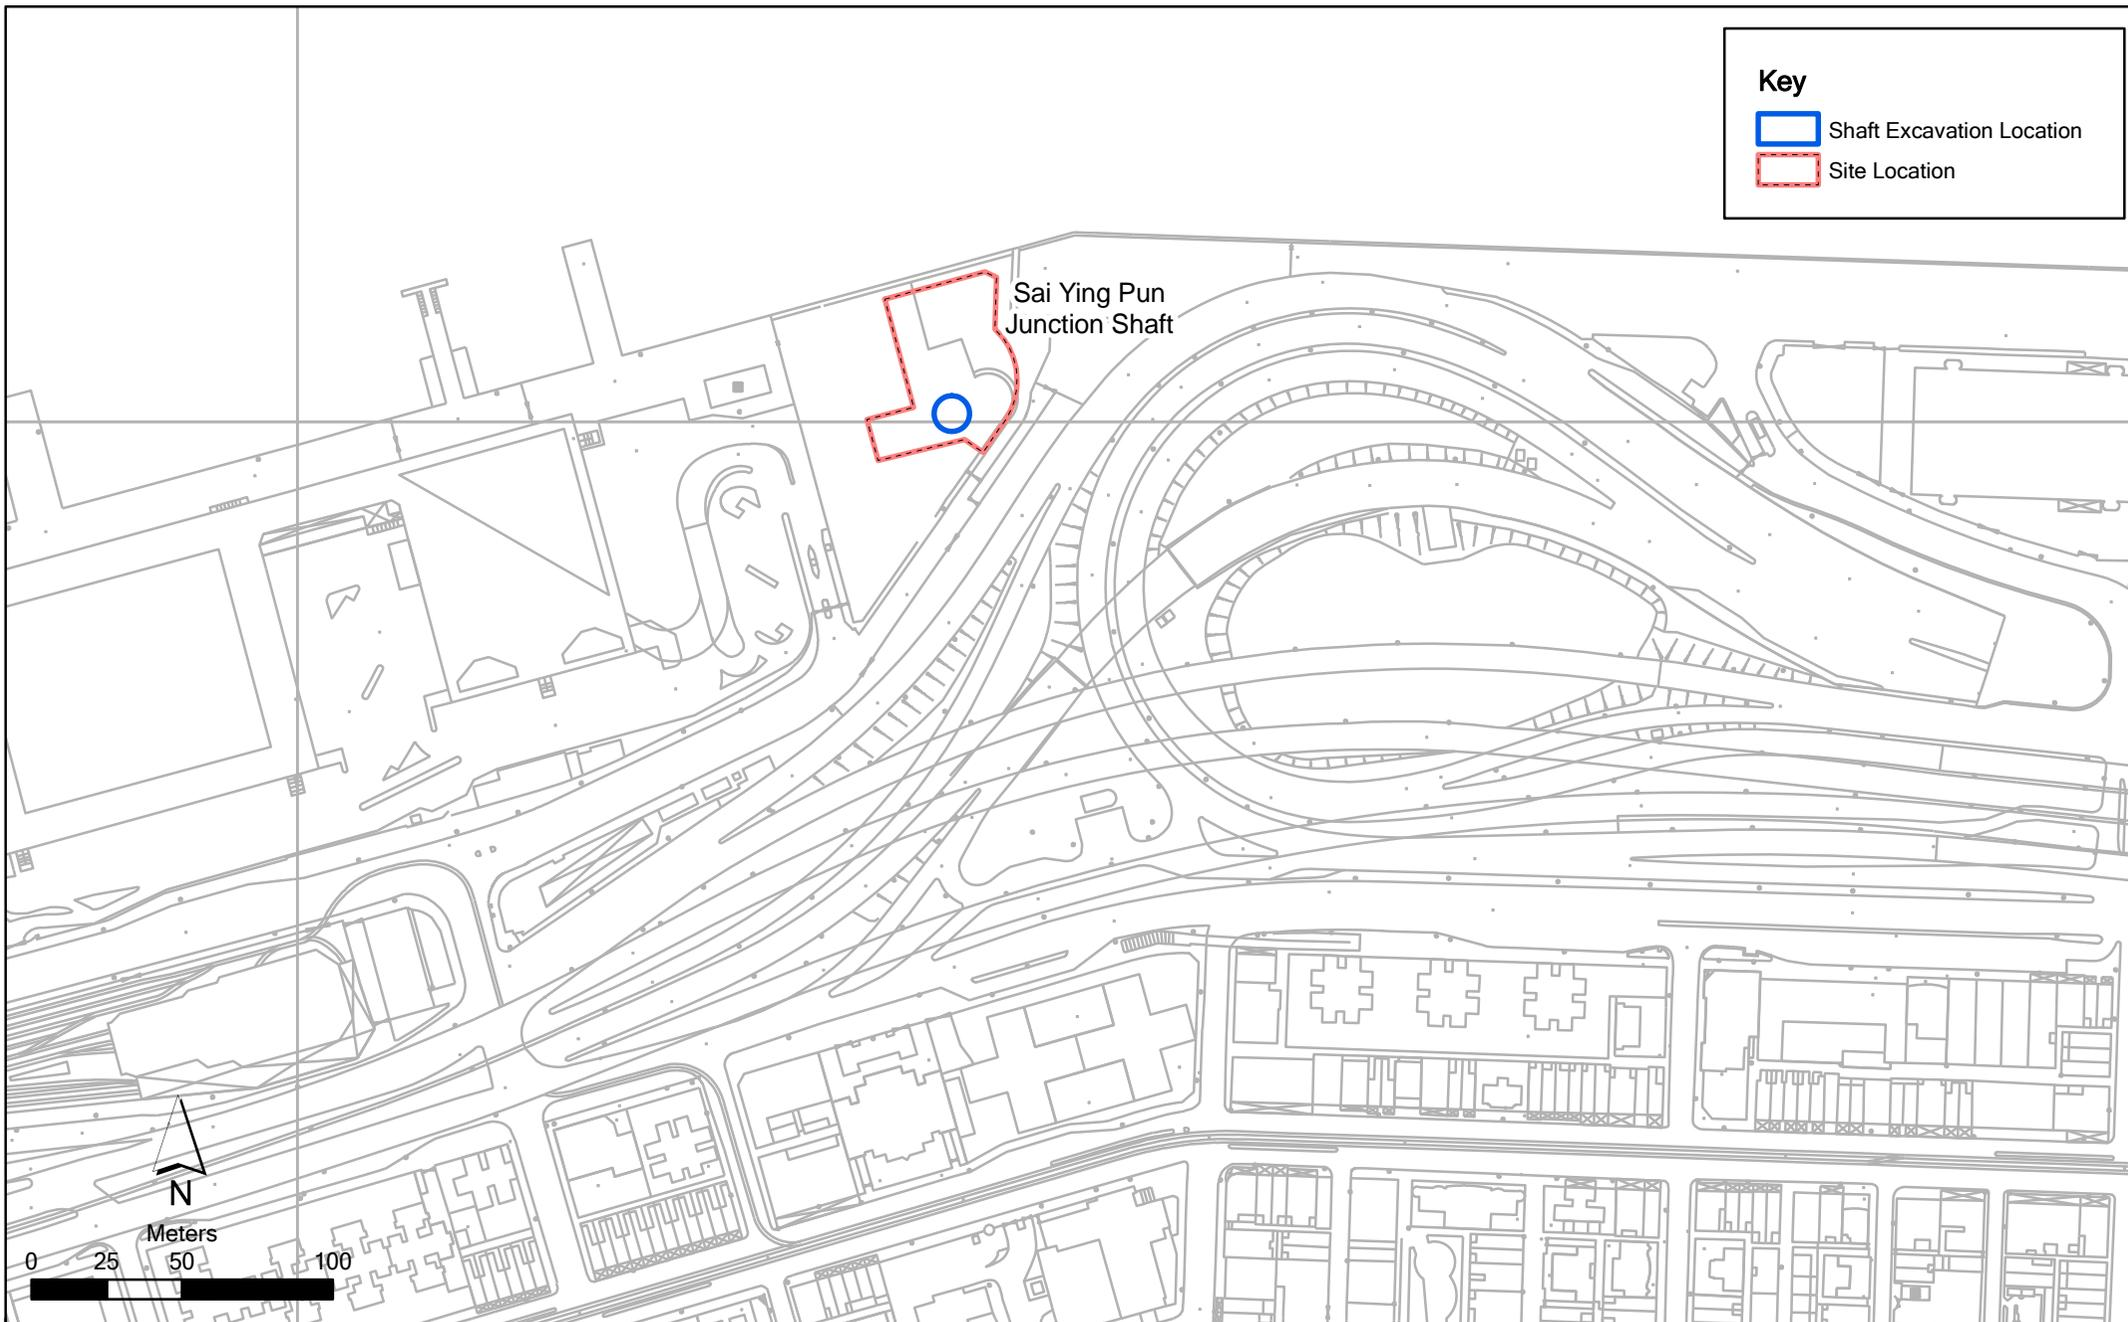 Key
Shaft Excavation Location
Site Location
Sai Ying Pun
Junction Shaft
N
Meters
0 25 50 100